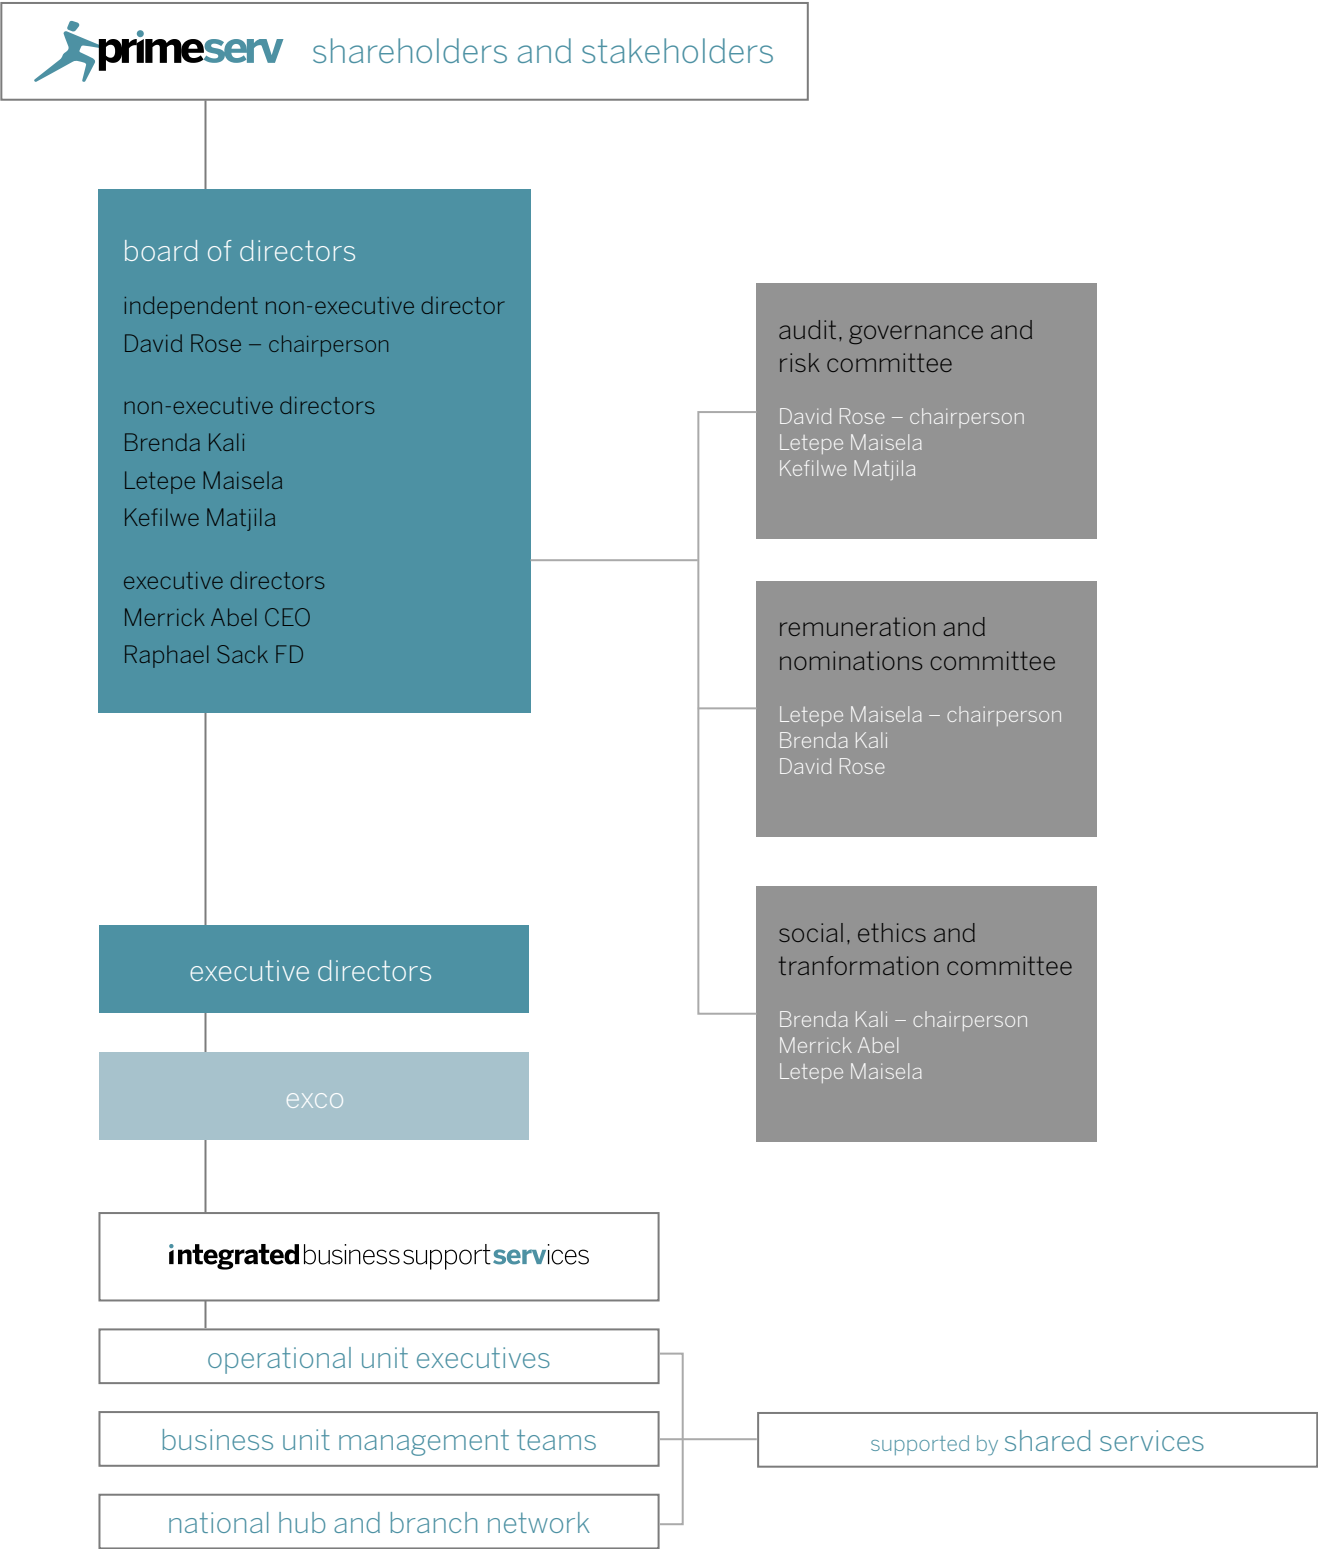 primeserv shareholders and stakeholders
board of directors
independent non-executive director
David Rose – chairperson
non-executive directors
Brenda Kali
Letepe Maisela
Kefilwe Matjila
executive directors
Merrick Abel CEO
Raphael Sack FD
audit, governance and
risk committee
David Rose – chairperson
Letepe Maisela
Kefilwe Matjila
remuneration and
nominations committee
Letepe Maisela – chairperson
Brenda Kali
David Rose
social, ethics and
tranformation committee
Brenda Kali – chairperson
Merrick Abel
Letepe Maisela
executive directors
exco
integrated business support services
operational unit executives
business unit management teams
national hub and branch network
supported by shared services